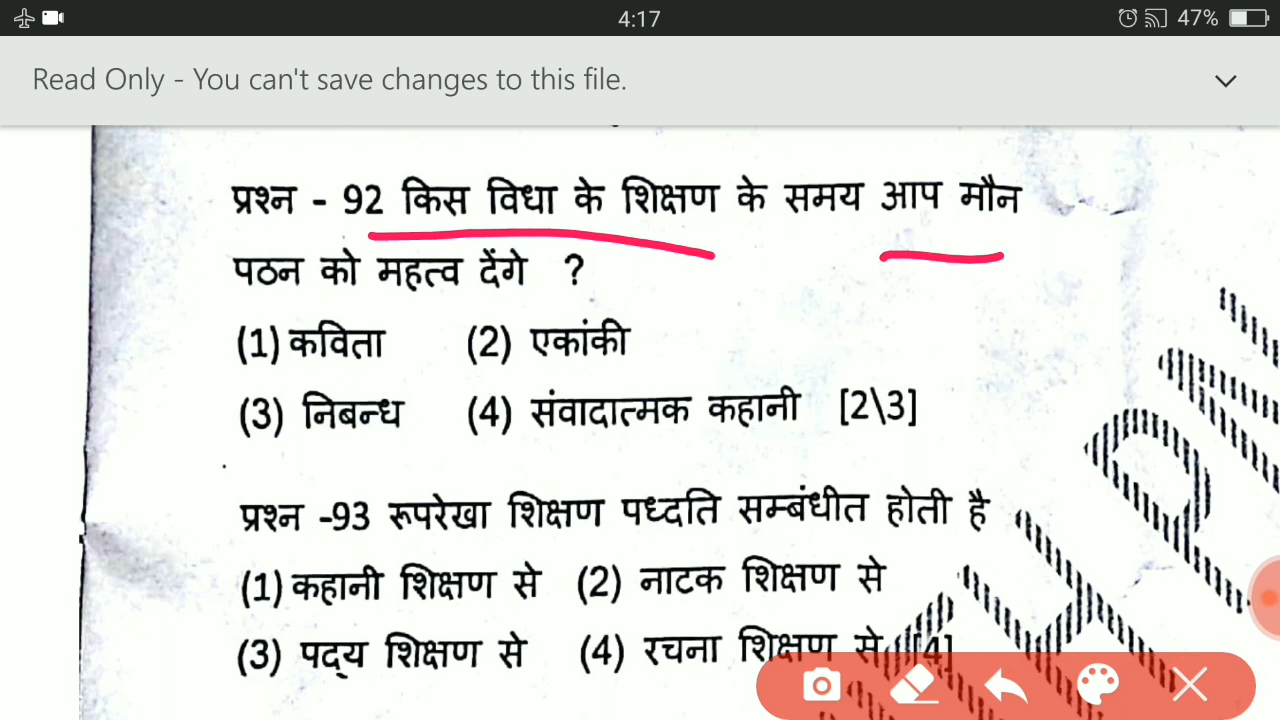 4:17
47%
Read Only - You can't save changes to this file.
प्रश्न - 92 किस विधा के शिक्षण के समय आप मौन
पठन को महत्व देंगे ?
(1) कविता (2) एकांकी
(3) निबन्ध (4) संवादात्मक कहानी [2\3]
प्रश्न -93 रूपरेखा शिक्षण पध्दति सम्बंधीत होती है
(1) कहानी शिक्षण से (2) नाटक शिक्षण से
(3) पद्य शिक्षण से (4) रचना शिक्षण से [4]